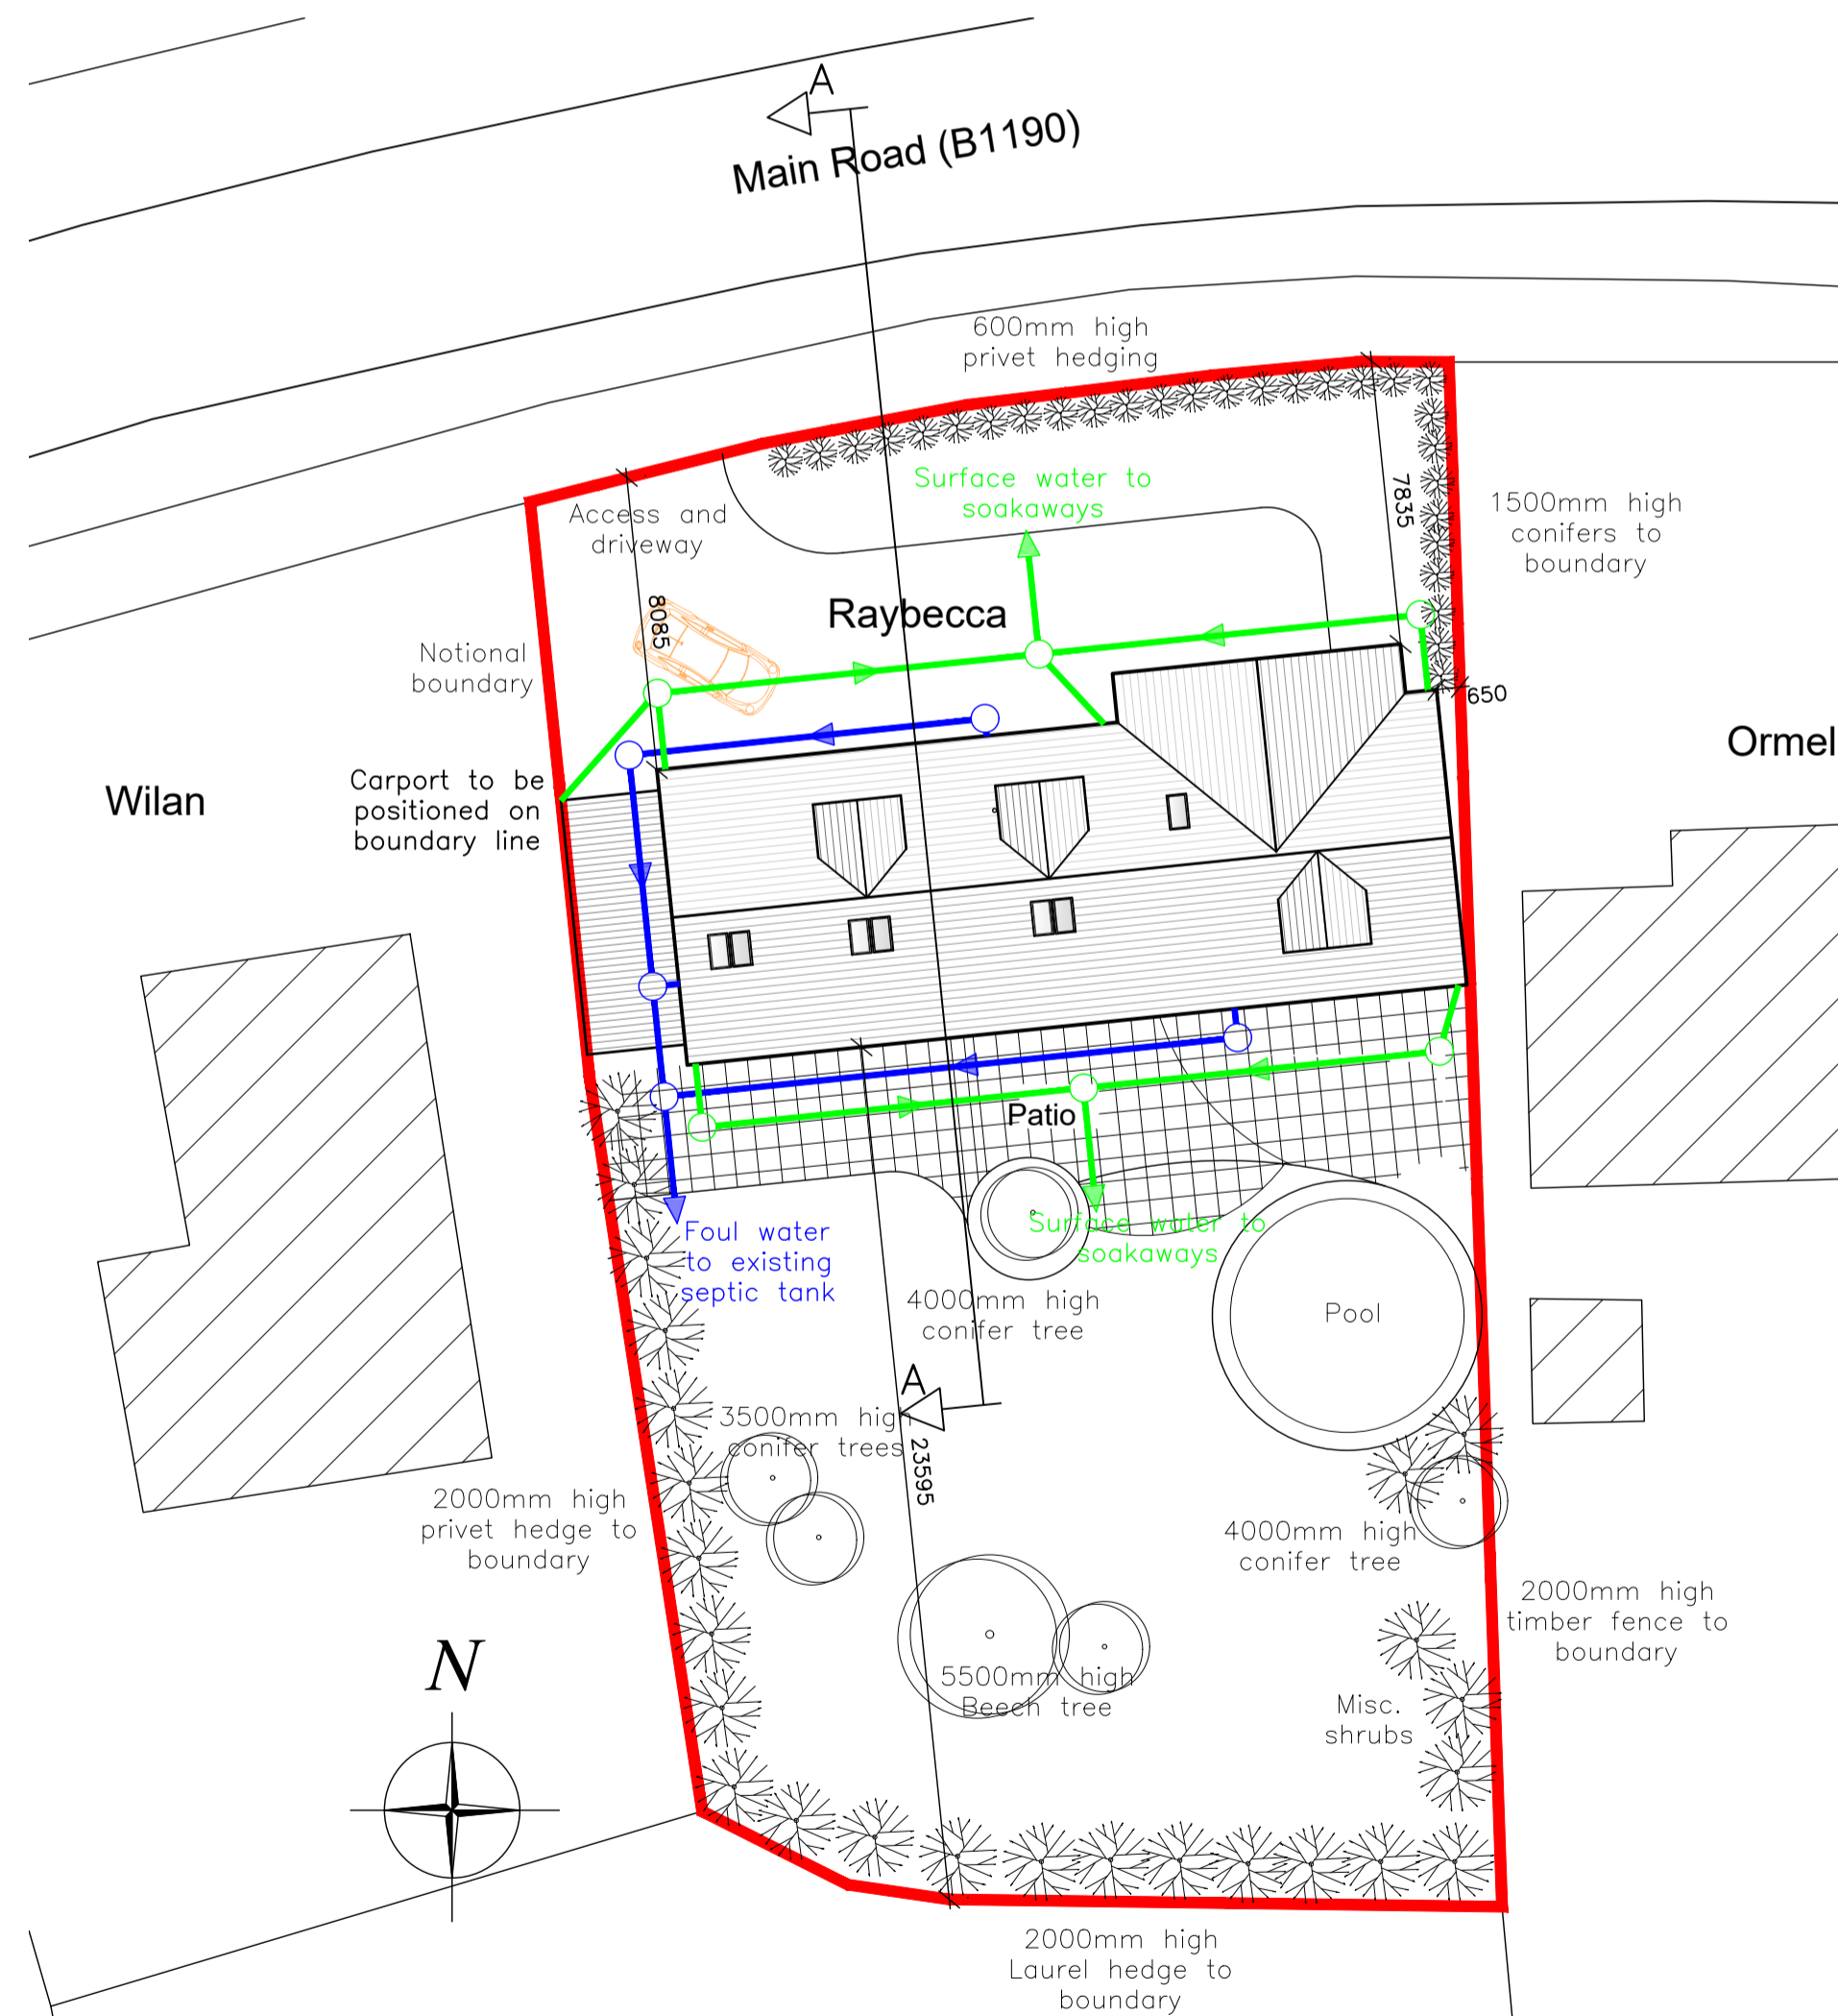 A
Main Road (B1190)
600mm high
privet hedging
Surface water to
soakaways
Access and
driveway
7835
1500mm high
conifers to
boundary
8085
Raybecca
Notional
boundary
650
Ormel
Wilan
Carport to be
positioned on
boundary line
Patio
Surface water to
soakaways
Foul water
to existing
septic tank
4000mm high
conifer tree
Pool
A
3500mm high
conifer trees
23595
2000mm high
privet hedge to
boundary
4000mm high
conifer tree
2000mm high
timber fence to
boundary
N
5500mm high
Beech tree
Misc.
shrubs
2000mm high
Laurel hedge to
boundary